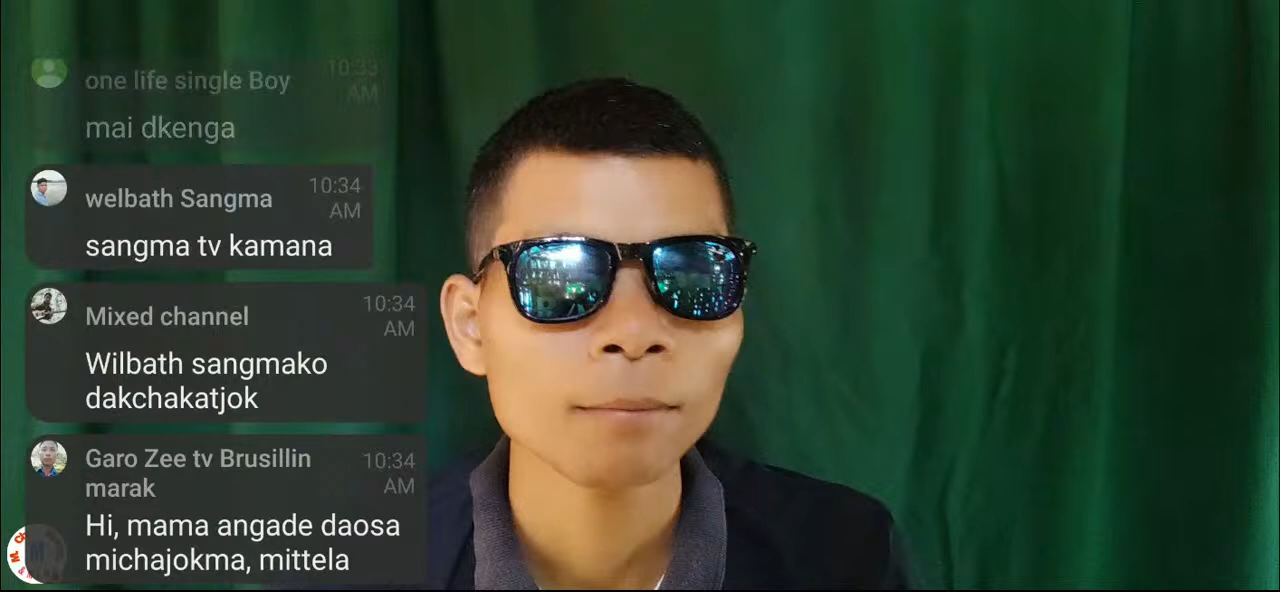 one life single Boy
10:33
AM
mai dkenga
welbath Sangma
10:34
AM
sangma tv kamana
Mixed channel
10:34
AM
Wilbath sangmako
dakchakatjok
Garo Zee tv Brusillin
marak
10:34
AM
Hi, mama angade daosa
michajokma, mittela